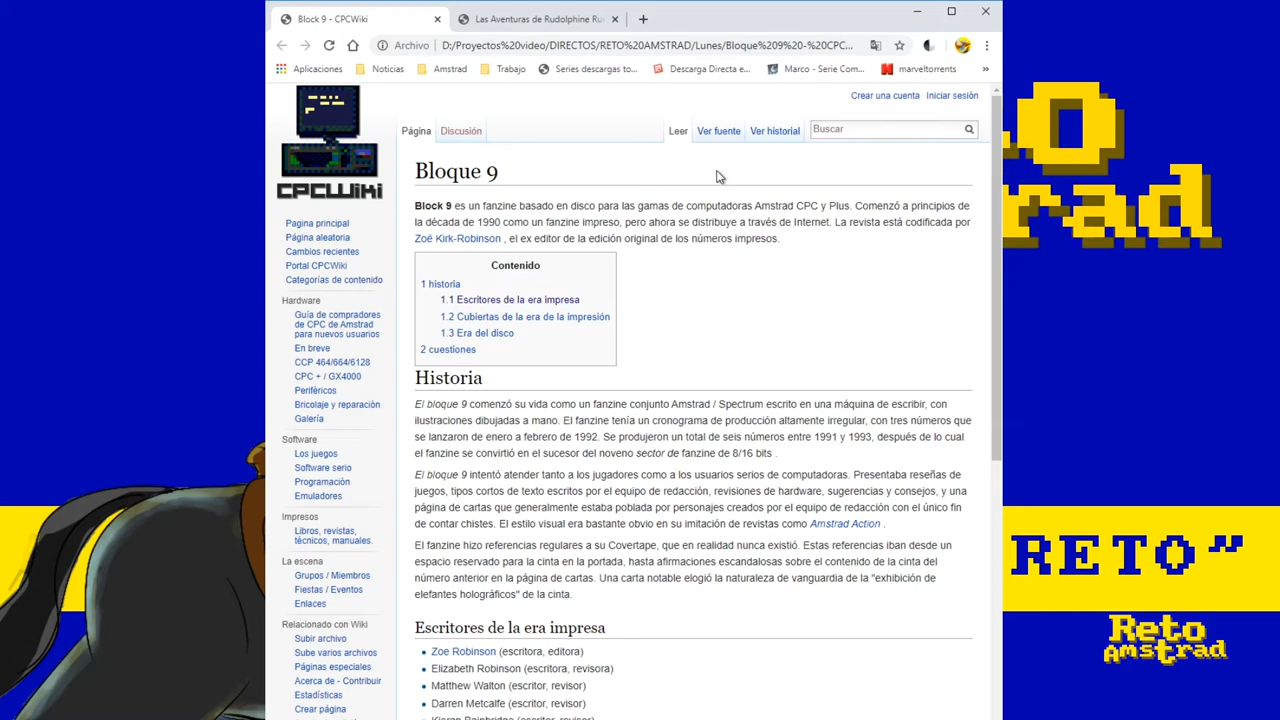 Block 9 - CPCWiki
Las Aventuras de Rudolphine Ru
Archivo D:/Proyectos%20video/DIRECTOS/RETO%20AMSTRAD/Lunes/Bloque%209%20-%20CPC...
Aplicaciones Noticias Amstrad Trabajo Series descargas to... Descarga Directa e... Marco - Serie Com... marveltorrents »
Crear una cuenta Iniciar sesión
Página Discusión Leer Ver fuente Ver historial Buscar
CPCWiki
Pagina principal
Página aleatoria
Cambios recientes
Portal CPCWiki
Categorías de contenido
Hardware
Guía de compradores
de CPC de Amstrad
para nuevos usuarios
En breve
CCP 464/664/6128
CPC + / GX4000
Periféricos
Bricolaje y reparación
Galería
Software
Los juegos
Software serio
Programación
Emuladores
Impresos
Libros, revistas,
técnicos, manuales.
La escena
Grupos / Miembros
Fiestas / Eventos
Enlaces
Relacionado con Wiki
Subir archivo
Sube varios archivos
Páginas especiales
Acerca de - Contribuir
Estadísticas
Crear página
Bloque 9
Block 9 es un fanzine basado en disco para las gamas de computadoras Amstrad CPC y Plus. Comenzó a principios de
la década de 1990 como un fanzine impreso, pero ahora se distribuye a través de Internet. La revista está codificada por
Zoë Kirk-Robinson , el ex editor de la edición original de los números impresos.
Contenido
1 historia
1.1 Escritores de la era impresa
1.2 Cubiertas de la era de la impresión
1.3 Era del disco
2 cuestiones
Historia
El bloque 9 comenzó su vida como un fanzine conjunto Amstrad / Spectrum escrito en una máquina de escribir, con
ilustraciones dibujadas a mano. El fanzine tenía un cronograma de producción altamente irregular, con tres números que
se lanzaron de enero a febrero de 1992. Se produjeron un total de seis números entre 1991 y 1993, después de lo cual
el fanzine se convirtió en el sucesor del noveno sector de fanzine de 8/16 bits .
El bloque 9 intentó atender tanto a los jugadores como a los usuarios serios de computadoras. Presentaba reseñas de
juegos, tipos cortos de texto escritos por el equipo de redacción, revisiones de hardware, sugerencias y consejos, y una
página de cartas que generalmente estaba poblada por personajes creados por el equipo de redacción con el único fin
de contar chistes. El estilo visual era bastante obvio en su imitación de revistas como Amstrad Action .
El fanzine hizo referencias regulares a su Covertape, que en realidad nunca existió. Estas referencias iban desde un
espacio reservado para la cinta en la portada, hasta afirmaciones escandalosas sobre el contenido de la cinta del
número anterior en la página de cartas. Una carta notable elogió la naturaleza de vanguardia de la "exhibición de
elefantes holográficos" de la cinta.
Escritores de la era impresa
Zoe Robinson (escritora, editora)
Elizabeth Robinson (escritora, revisora)
Matthew Walton (escritor, revisor)
Darren Metcalfe (escritor, revisor)
RETO"
Reto
Amstrad